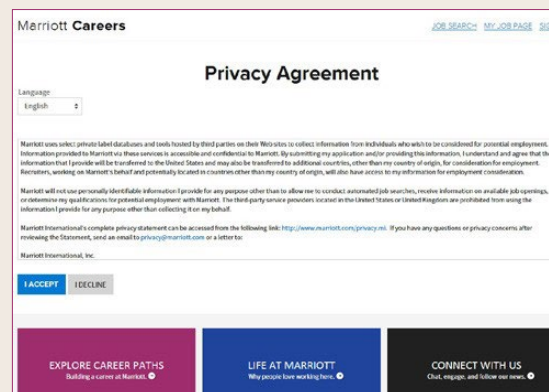 Marriott Careers
JOB SEARCH MY JOB PAGE
Privacy Agreement
Language
English
Marriott uses select private label databases and tools hosted by third parties on their Web sites to collect information from individuals who wish to be considered for potential employment.
Information provided to Marriott via these services is accessible and confidential to Marriott. By submitting my application and/or providing this information, I understand and agree that the
information that I provide will be transferred to the United States and may also be transferred to additional countries, other than my country of origin, for consideration for employment.
Recruiters, working on Marriott's behalf and potentially located in countries other than my country of origin, will also have access to my information for employment consideration.
Marriott will not use personally identifiable information I provide for any purpose other than to allow me to conduct automated job searches, receive information on available job openings,
or determine my qualifications for potential employment with Marriott. The third-party service providers located in the United States or United Kingdom are prohibited from using the
information I provide for any purpose other than collecting it on my behalf.
Marriott International's complete privacy statement can be accessed from the following link: http://www.marriott.com/privacy.mi. If you have any questions or privacy concerns after
reviewing the Statement, send an email to privacy@marriott.com or a letter to:
Marriott International, Inc.
I ACCEPT I DECLINE
EXPLORE CAREER PATHS
Building a career at Marriott.
LIFE AT MARRIOTT
Why people love working here.
CONNECT WITH US
Chat, engage, and follow our news.